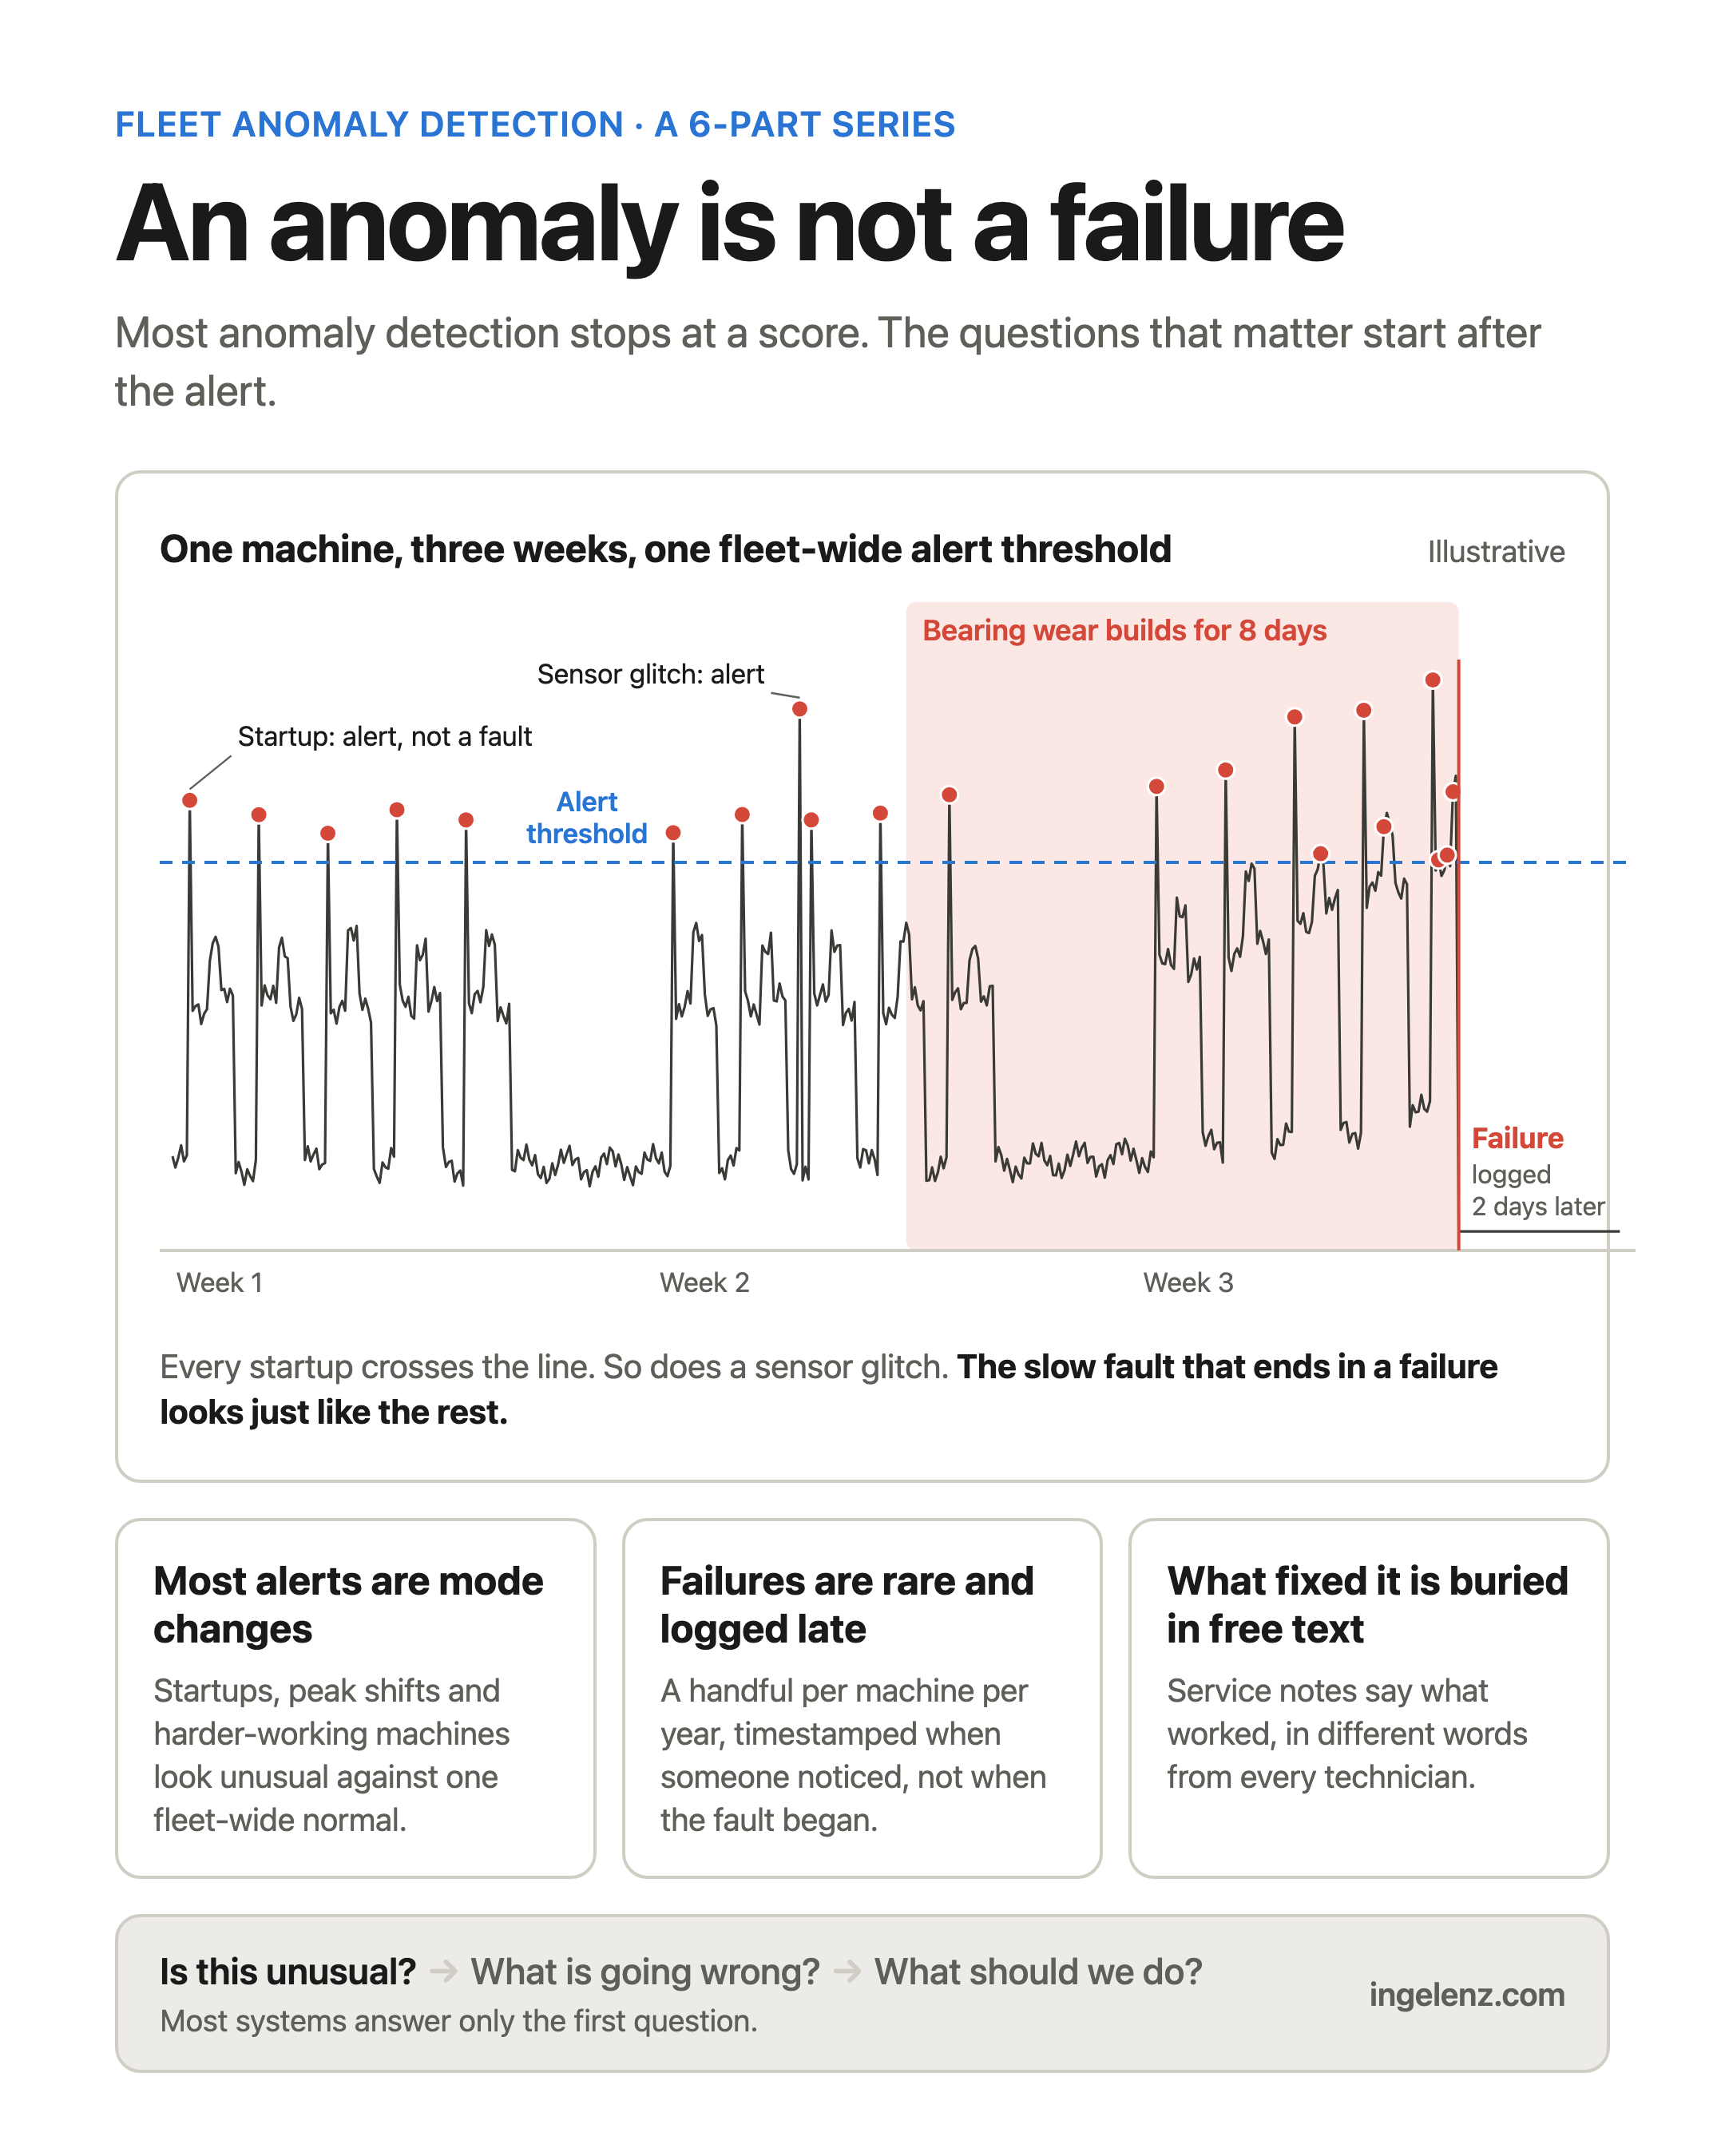 FLEET ANOMALY DETECTION · A 6-PART SERIES
An anomaly is not a failure
Most anomaly detection stops at a score. The questions that matter start after
the alert.
One machine, three weeks, one fleet-wide alert threshold
Illustrative
Bearing wear builds for 8 days
Sensor glitch: alert
Startup: alert, not a fault
Alert
threshold
Failure
logged
2 days later
Week 1
Week 2
Week 3
Every startup crosses the line. So does a sensor glitch. The slow fault that ends in a failure
looks just like the rest.
Most alerts are mode
changes
Startups, peak shifts and
harder-working machines
look unusual against one
fleet-wide normal.
Failures are rare and
logged late
A handful per machine per
year, timestamped when
someone noticed, not when
the fault began.
What fixed it is buried
in free text
Service notes say what
worked, in different words
from every technician.
Is this unusual? → What is going wrong? → What should we do?
Most systems answer only the first question.
ingelenz.com